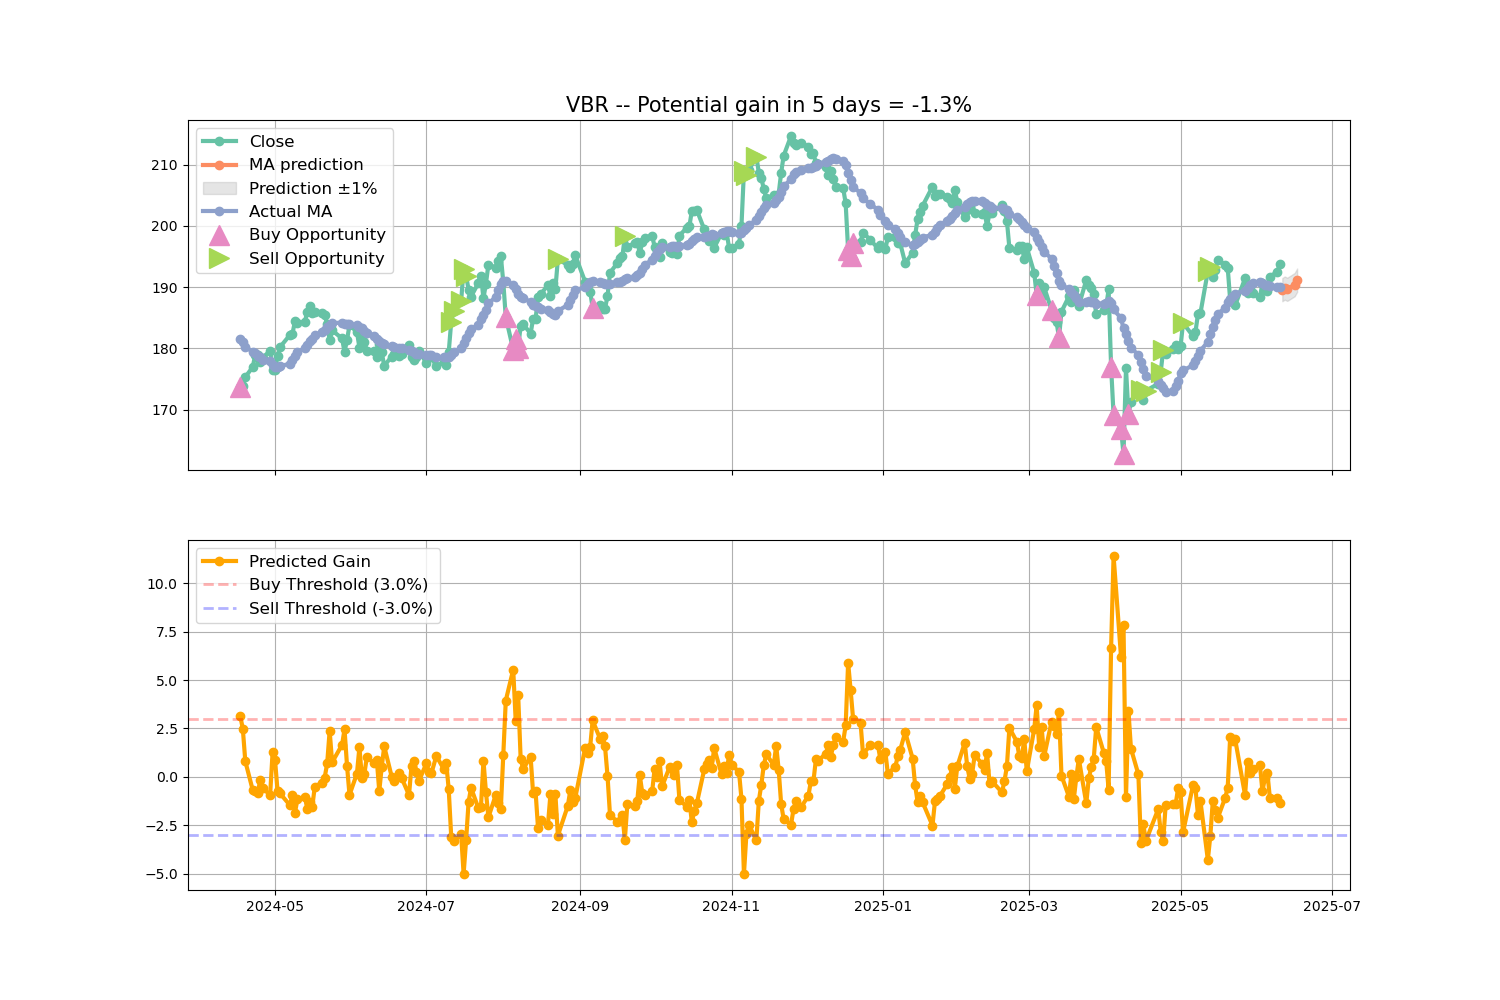 VBR -- Potential gain in 5 days = -1.3%
Close
MA prediction
Prediction ±1%
Actual MA
Buy Opportunity
Sell Opportunity
210
200
190
180
170
Predicted Gain
Buy Threshold (3.0%)
Sell Threshold (-3.0%)
10.0
7.5
5.0
2.5
0.0
−2.5
−5.0
2024-05 2024-07 2024-09 2024-11 2025-01 2025-03 2025-05 2025-07